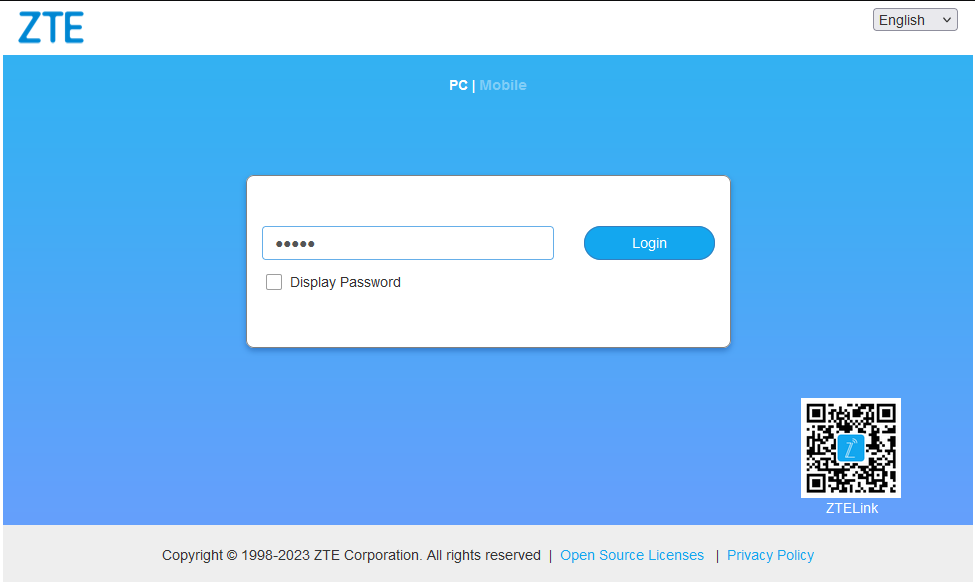 ZTE
English
PC | Mobile
•••••
Login
Display Password
ZTELink
Copyright © 1998-2023 ZTE Corporation. All rights reserved | Open Source Licenses | Privacy Policy